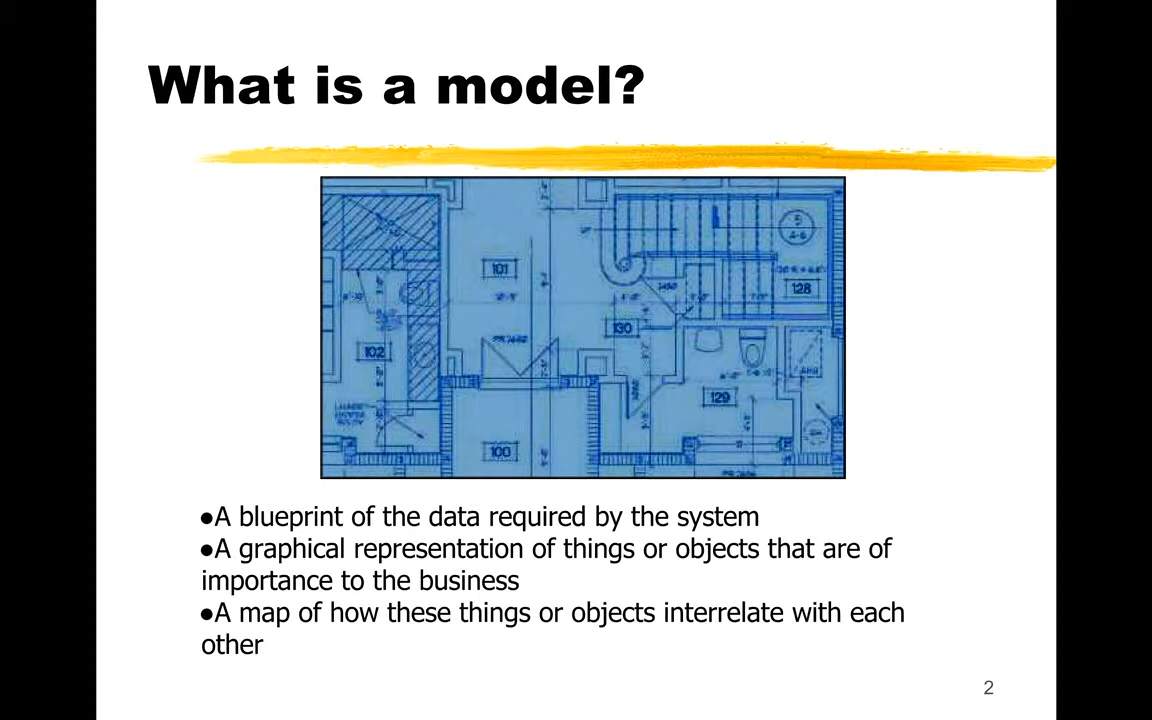 What is a model?
101
102
130
128
129
100
●A blueprint of the data required by the system
●A graphical representation of things or objects that are of
importance to the business
●A map of how these things or objects interrelate with each
other
2